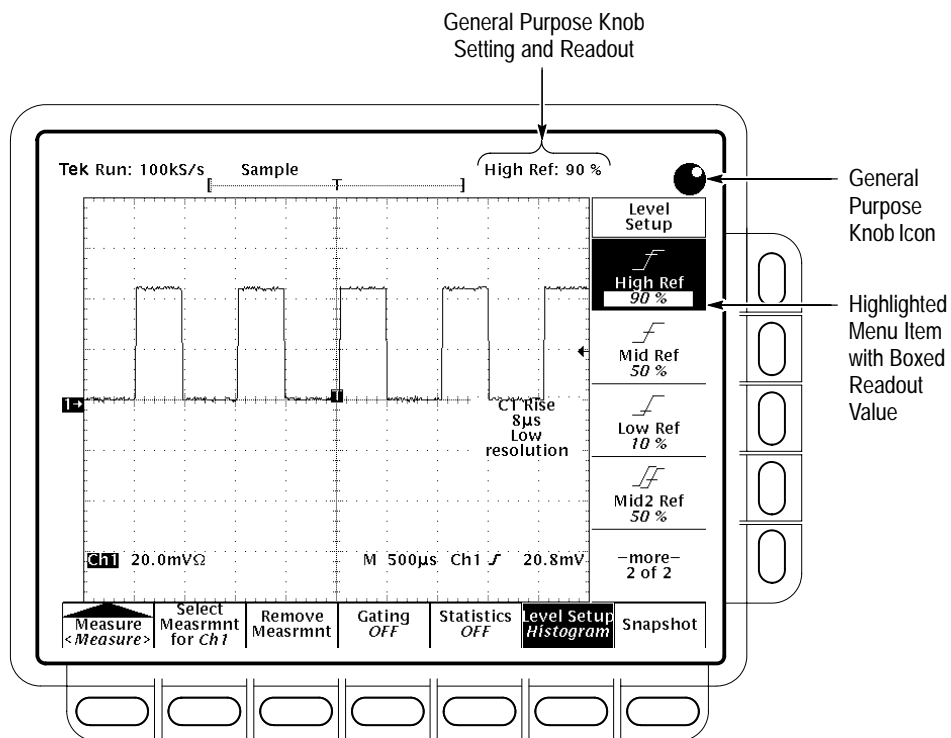 General Purpose Knob
Setting and Readout
Tek Run: 100kS/s Sample High Ref: 90 %
[ T ]
General
Purpose
Knob Icon
Level
Setup
High Ref
90 %
Highlighted
Menu Item
with Boxed
Readout
Value
Mid Ref
50 %
1
T
C1 Rise
8µs
Low
resolution
Low Ref
10 %
Mid2 Ref
50 %
Ch1 20.0mVΩ M 500µs Ch1 20.8mV
–more–
2 of 2
Measure
<Measure>
Select
Measrmnt
for Ch1
Remove
Measrmnt
Gating
OFF
Statistics
OFF
Level Setup
Histogram
Snapshot